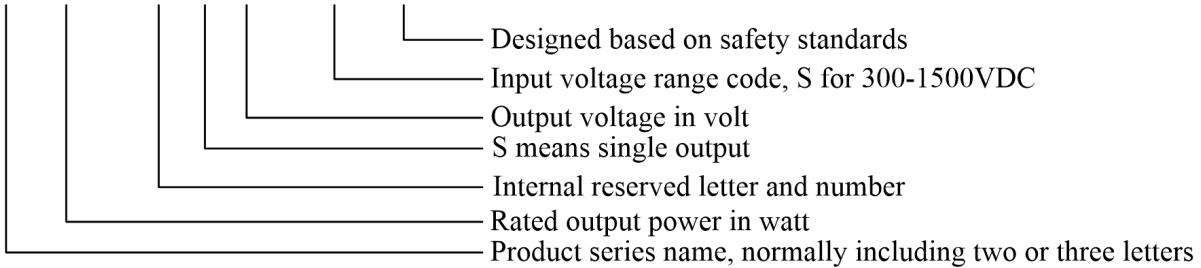 Designed based on safety standards
Input voltage range code, S for 300-1500VDC
Output voltage in volt
S means single output
Internal reserved letter and number
Rated output power in watt
Product series name, normally including two or three letters